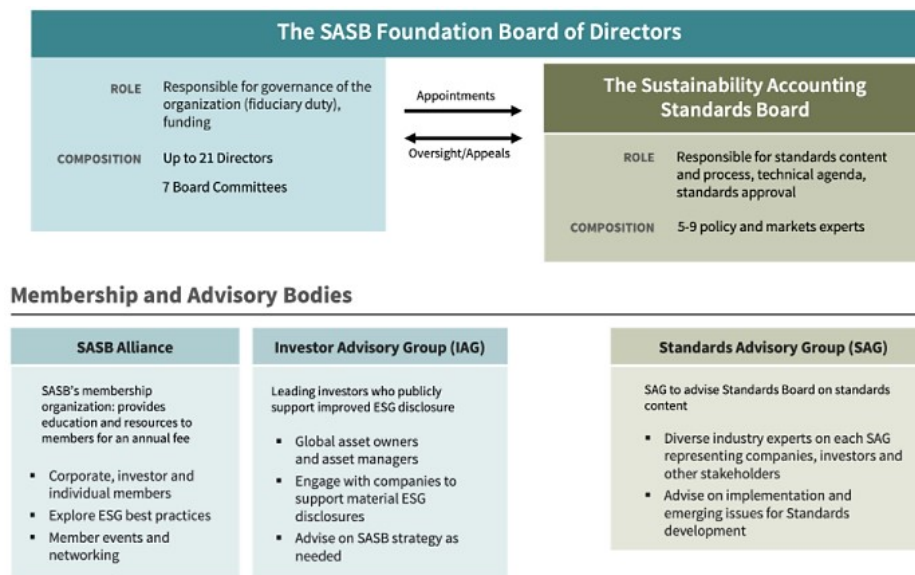 The SASB Foundation Board of Directors
ROLE
Responsible for governance of the
organization (fiduciary duty),
funding
COMPOSITION
Up to 21 Directors
7 Board Committees
Appointments
Oversight/Appeals
The Sustainability Accounting
Standards Board
ROLE
Responsible for standards content
and process, technical agenda,
standards approval
COMPOSITION
5-9 policy and markets experts
Membership and Advisory Bodies
SASB Alliance
SASB's membership
organization: provides
education and resources to
members for an annual fee
▪ Corporate, investor and
individual members
▪ Explore ESG best practices
▪ Member events and
networking
Investor Advisory Group (IAG)
Leading investors who publicly
support improved ESG disclosure
▪ Global asset owners
and asset managers
▪ Engage with companies to
support material ESG
disclosures
▪ Advise on SASB strategy as
needed
Standards Advisory Group (SAG)
SAG to advise Standards Board on standards
content
▪ Diverse industry experts on each SAG
representing companies, investors and
other stakeholders
▪ Advise on implementation and
emerging issues for Standards
development